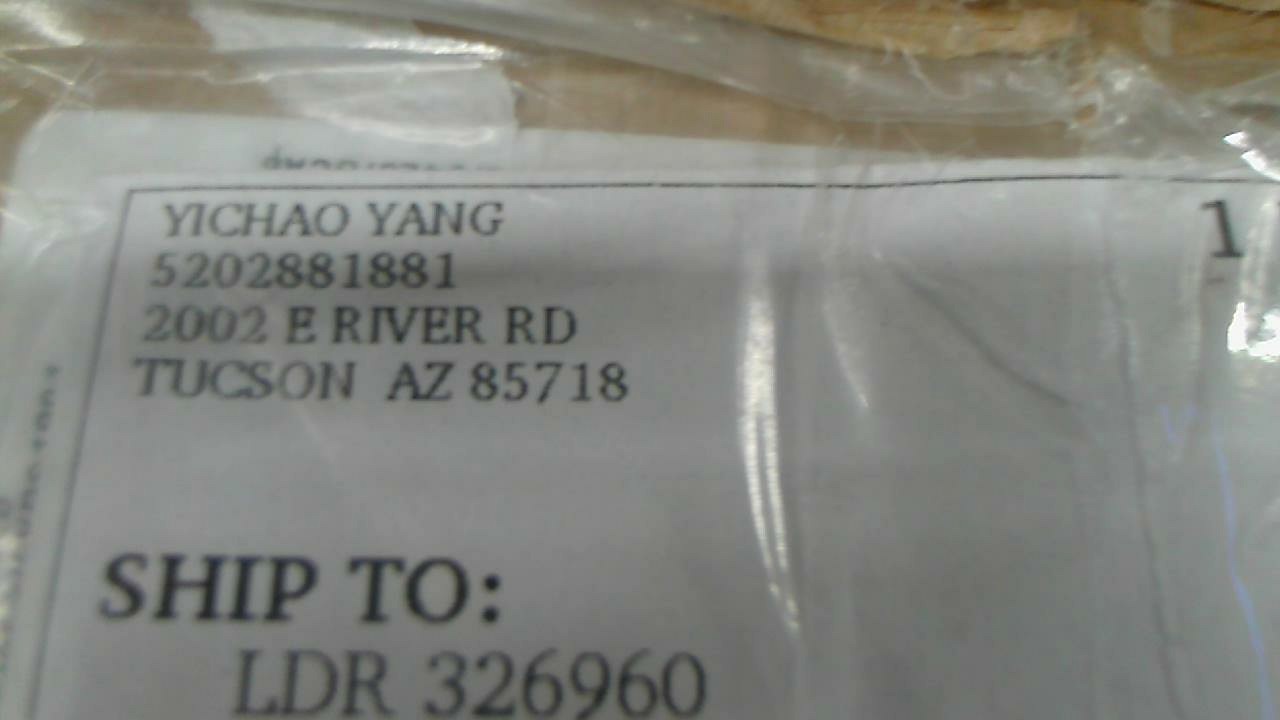 YICHAO YANG
1
5202881881
2002 E RIVER RD
TUCSON AZ 85718
SHIP TO:
LDR 326960